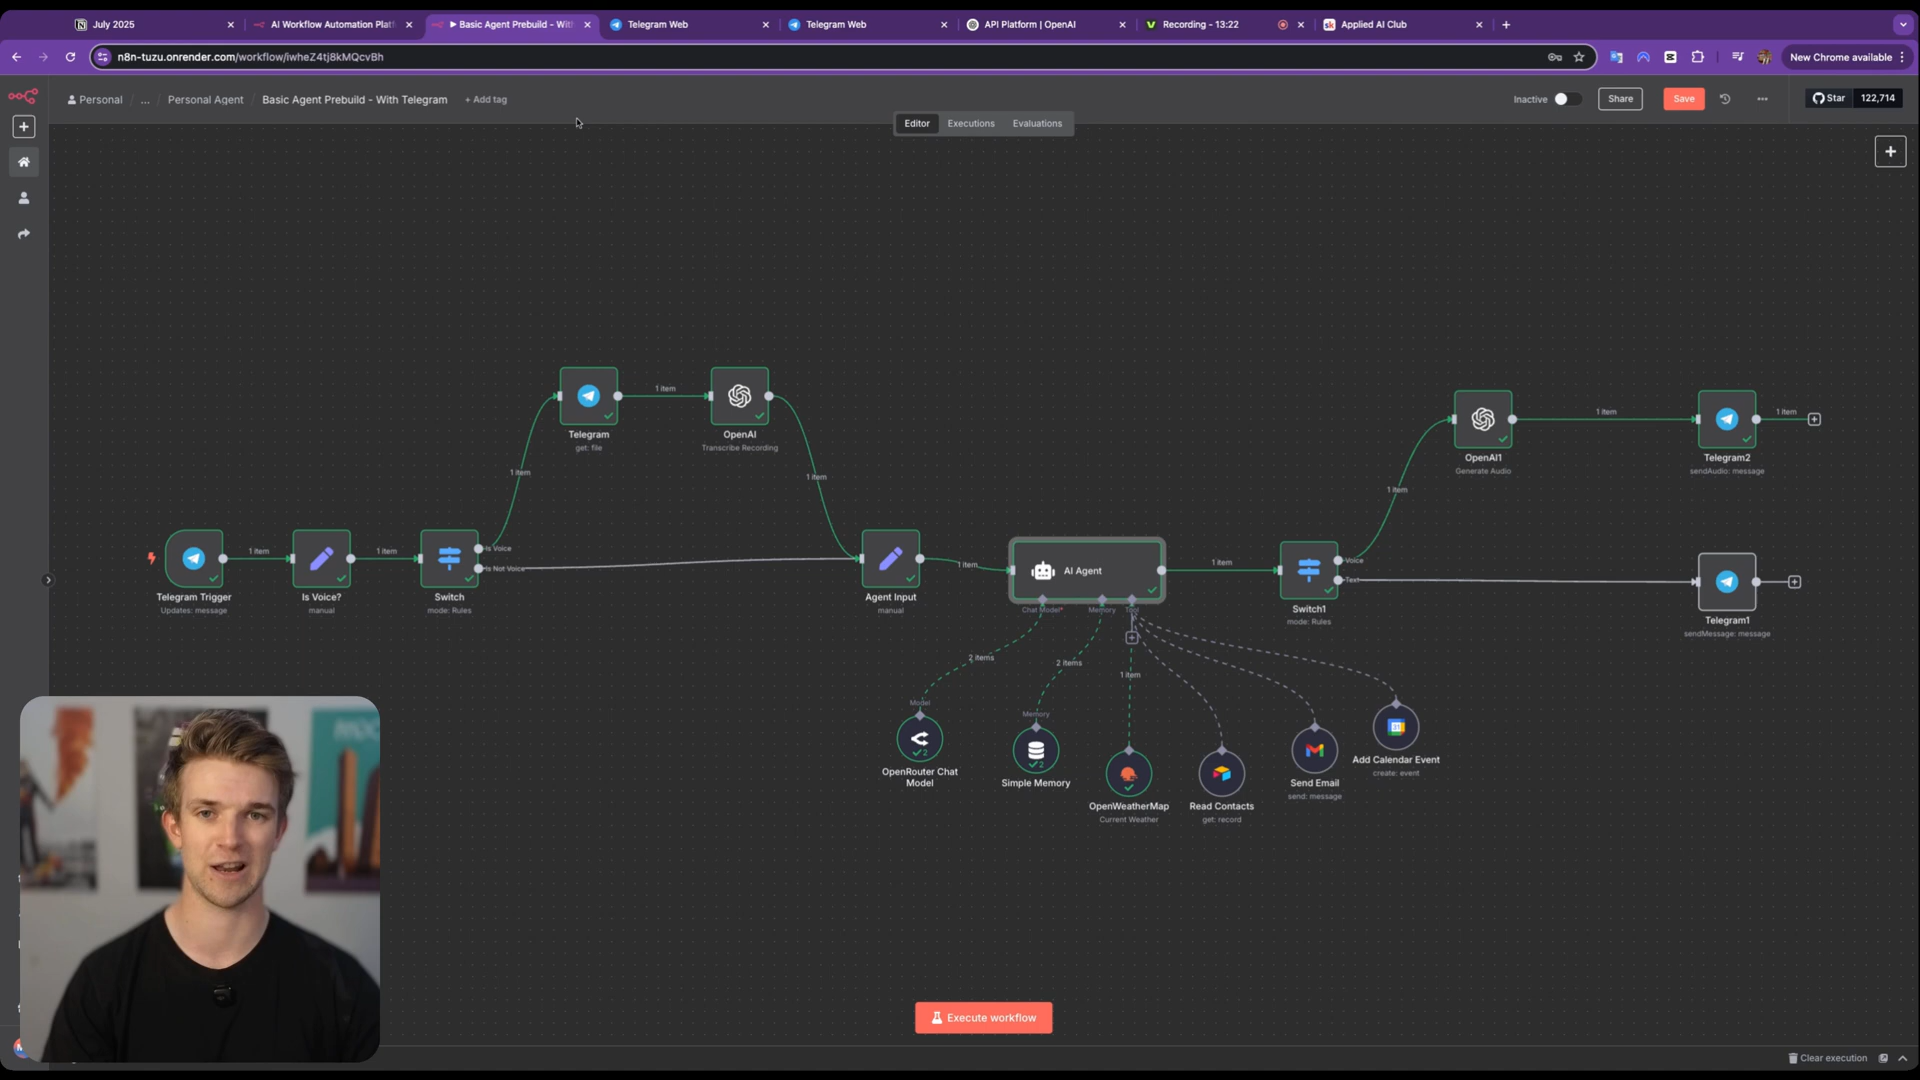 July 2025
AI Workflow Automation Platf
Basic Agent Prebuild - With
Telegram Web
Telegram Web
API Platform | OpenAI
Recording - 13:22
Applied AI Club
n8n-tuzu.onrender.com/workflow/iwheZ4tj8kMQcvBh
New Chrome available
Personal
...
Personal Agent
Basic Agent Prebuild - With Telegram
+ Add tag
Inactive
Share
Save
Star
122,714
Editor
Executions
Evaluations
Telegram
get: file
1 item
OpenAI
Transcribe Recording
1 item
1 item
OpenAI1
Generate Audio
1 item
Telegram2
sendAudio: message
1 item
1 item
Telegram Trigger
Updates: message
1 item
Is Voice?
manual
1 item
Switch
mode: Rules
Is Voice
Is Not Voice
Agent Input
manual
1 item
AI Agent
Chat Model*
Memory
Tool
1 item
Switch1
mode: Rules
Voice
Text
Telegram1
sendMessage: message
2 items
2 items
1 item
Model
Memory
OpenRouter Chat
Model
2
Simple Memory
2
OpenWeatherMap
Current Weather
Read Contacts
get: record
Send Email
send: message
31
Add Calendar Event
create: event
Execute workflow
Clear execution